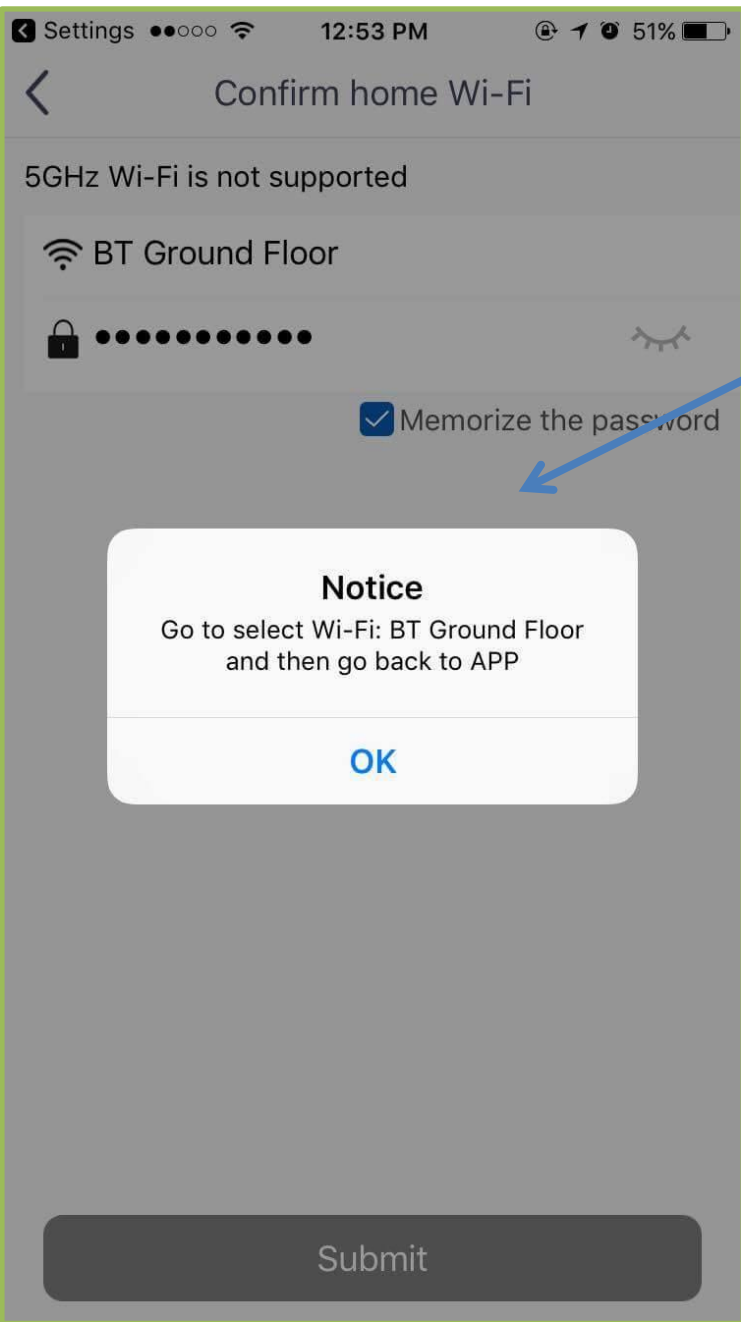 Settings 12:53 PM 51%
Confirm home Wi-Fi
5GHz Wi-Fi is not supported
BT Ground Floor
•••••••••••
Memorize the password
Notice
Go to select Wi-Fi: BT Ground Floor
and then go back to APP
OK
Submit